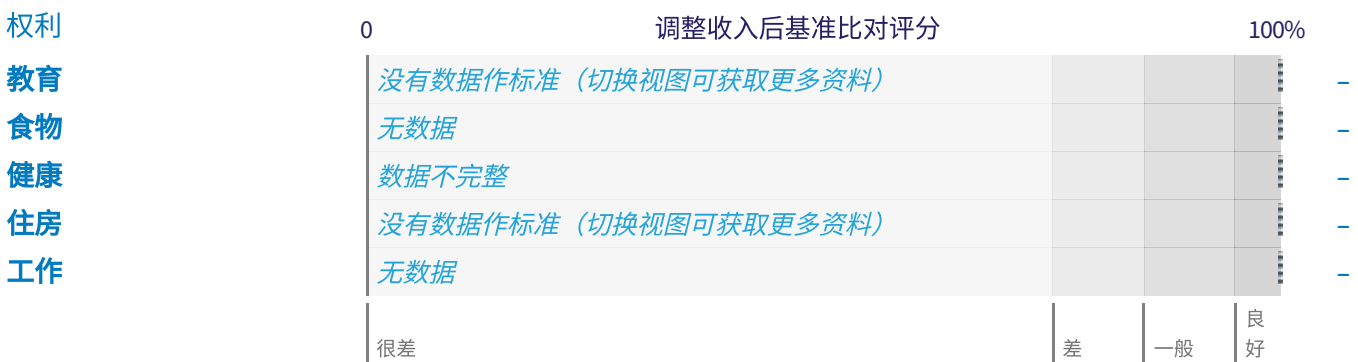 权利 0 调整收入后基准比对评分 100%
教育 没有数据作标准（切换视图可获取更多资料） –
食物 无数据 –
健康 数据不完整 –
住房 没有数据作标准（切换视图可获取更多资料） –
工作 无数据 –
很差 差 一般 良好